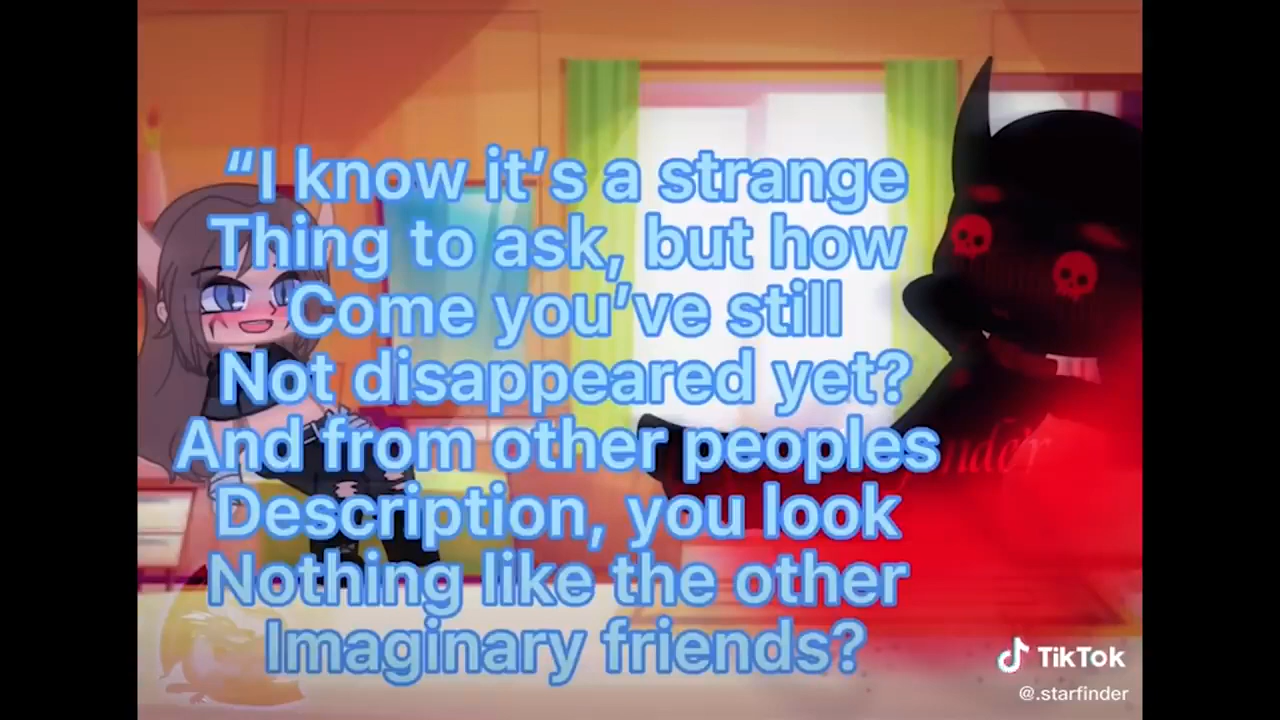 “I know it’s a strange
Thing to ask, but how
Come you’ve still
Not disappeared yet?
And from other peoples
Description, you look
Nothing like the other
Imaginary friends?
TikTok
@.starfinder